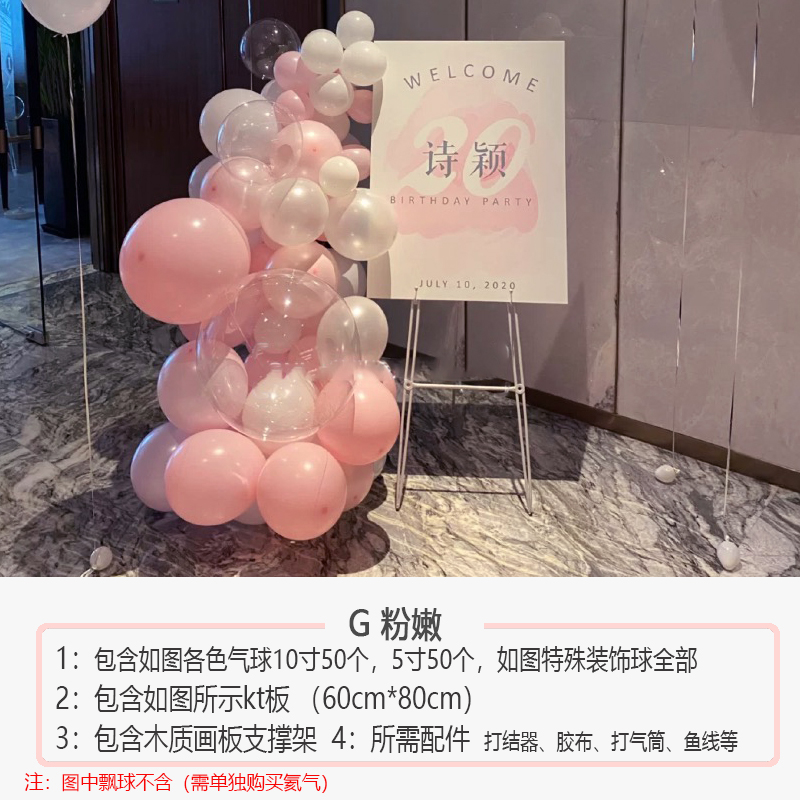 WELCOME
20
诗颖
BIRTHDAY PARTY
JULY 10, 2020
G 粉嫩
1：包含如图各色气球10寸50个，5寸50个，如图特殊装饰球全部
2：包含如图所示kt板 （60cm*80cm）
3：包含木质画板支撑架 4：所需配件 打结器、胶布、打气筒、鱼线等
注：图中飘球不含（需单独购买氦气）